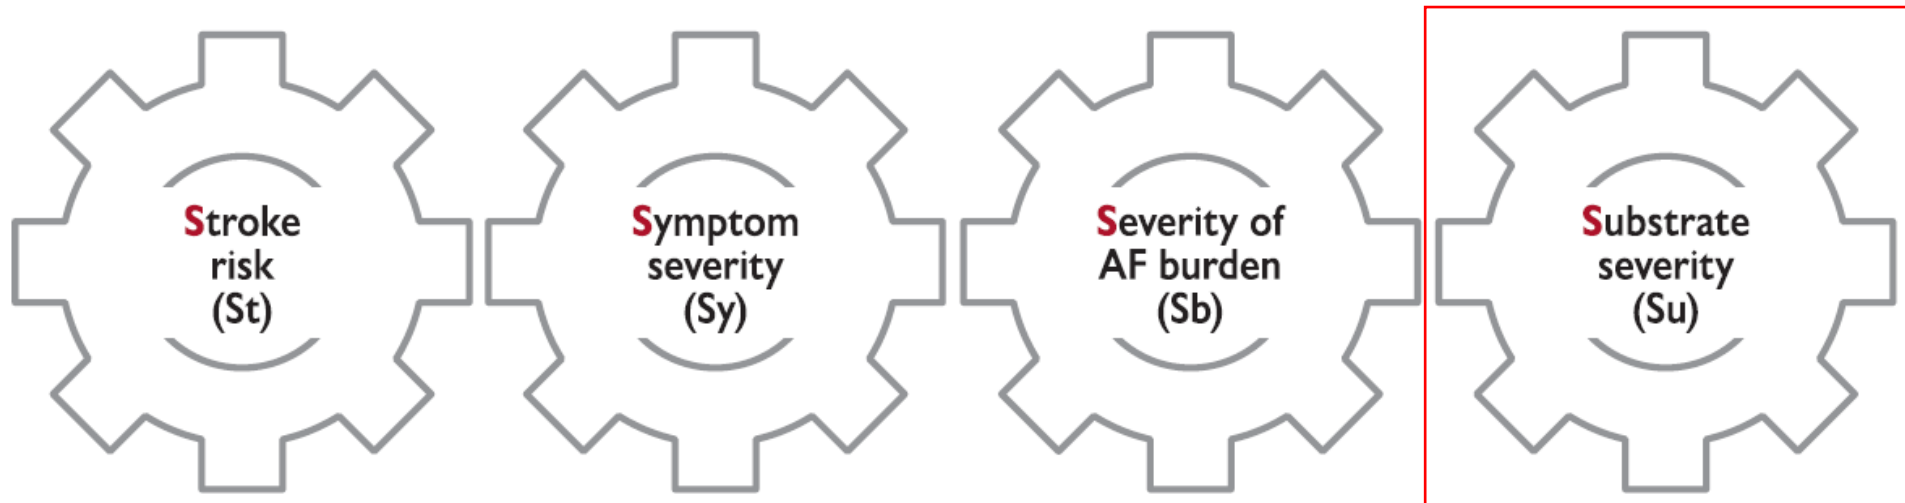 Stroke
risk
(St)
Symptom
severity
(Sy)
Severity of
AF burden
(Sb)
Substrate
severity
(Su)